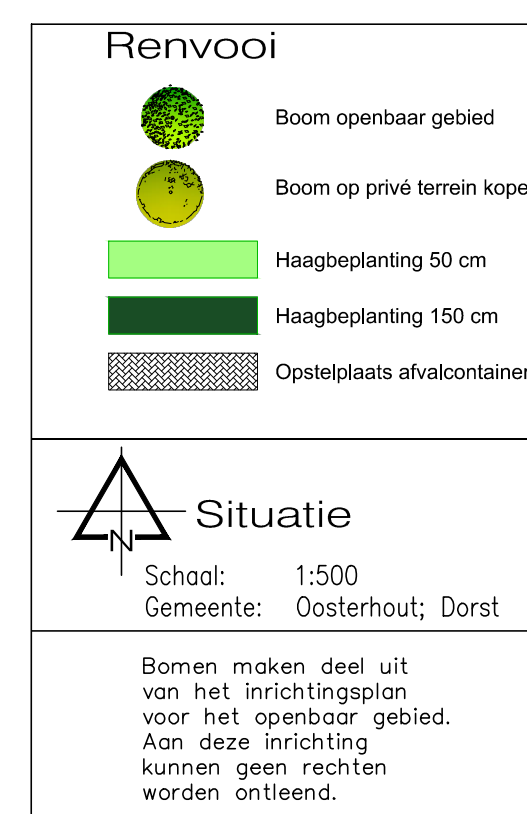 Renvooi
Boom openbaar gebied
Boom op privé terrein kope
Haagbeplanting 50 cm
Haagbeplanting 150 cm
Opstelplaats afvalcontainer
N
Situatie
Schaal: 1:500
Gemeente: Oosterhout; Dorst
Bomen maken deel uit
van het inrichtingsplan
voor het openbaar gebied.
Aan deze inrichting
kunnen geen rechten
worden ontleend.